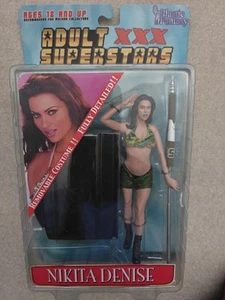 AGES 18 AND UP
ADULT XXX
SUPERSTARS
REMOVABLE COSTUME!! FULLY DETAILED!!
NIKITA DENISE